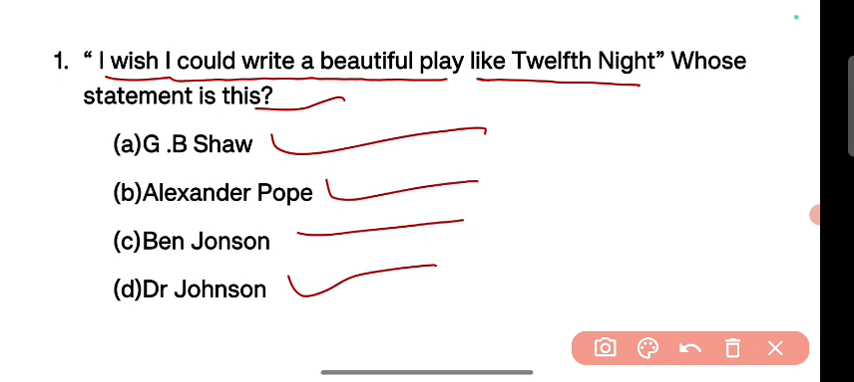 1. “ I wish I could write a beautiful play like Twelfth Night” Whose
statement is this?
(a)G .B Shaw
(b)Alexander Pope
(c)Ben Jonson
(d)Dr Johnson